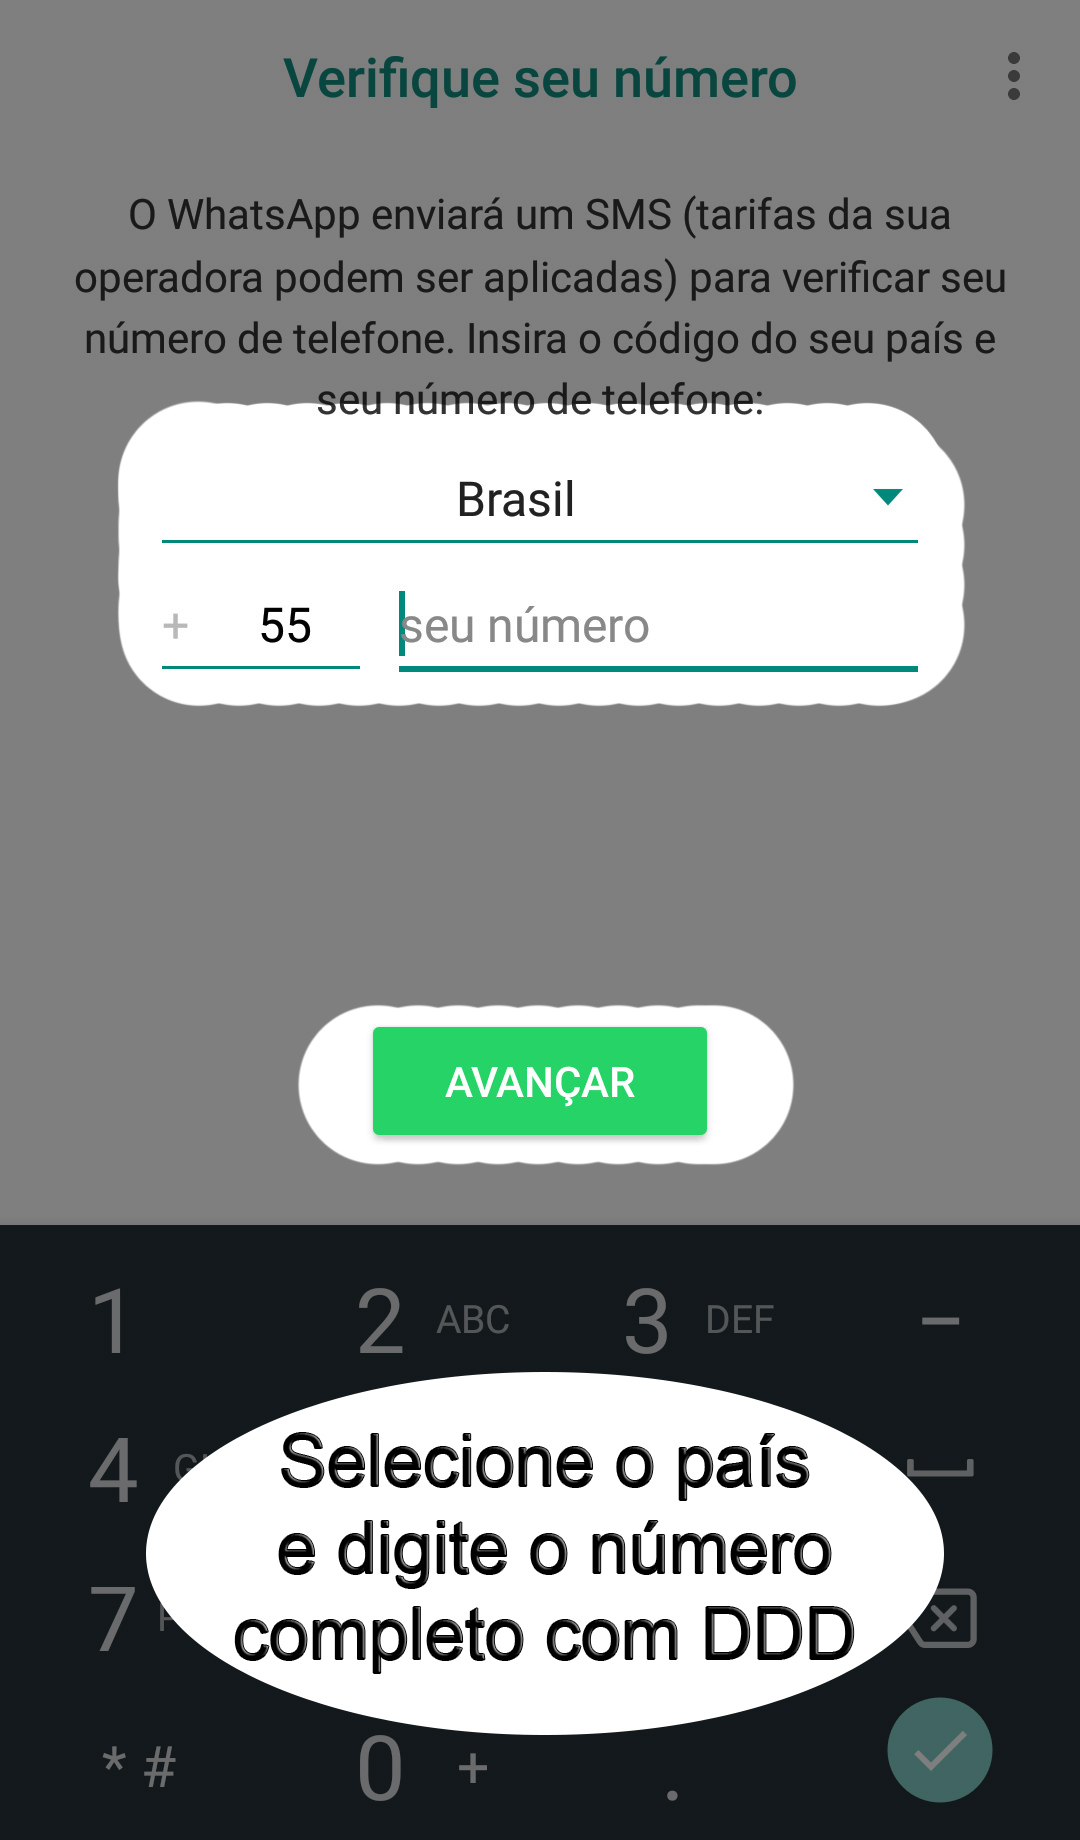 Verifique seu número
O WhatsApp enviará um SMS (tarifas da sua
operadora podem ser aplicadas) para verificar seu
número de telefone. Insira o código do seu país e
seu número de telefone:
Brasil
+ 55 seu número
AVANÇAR
1 2 ABC 3 DEF -
4
Selecione o país
e digite o número
completo com DDD
7
* # 0 + .